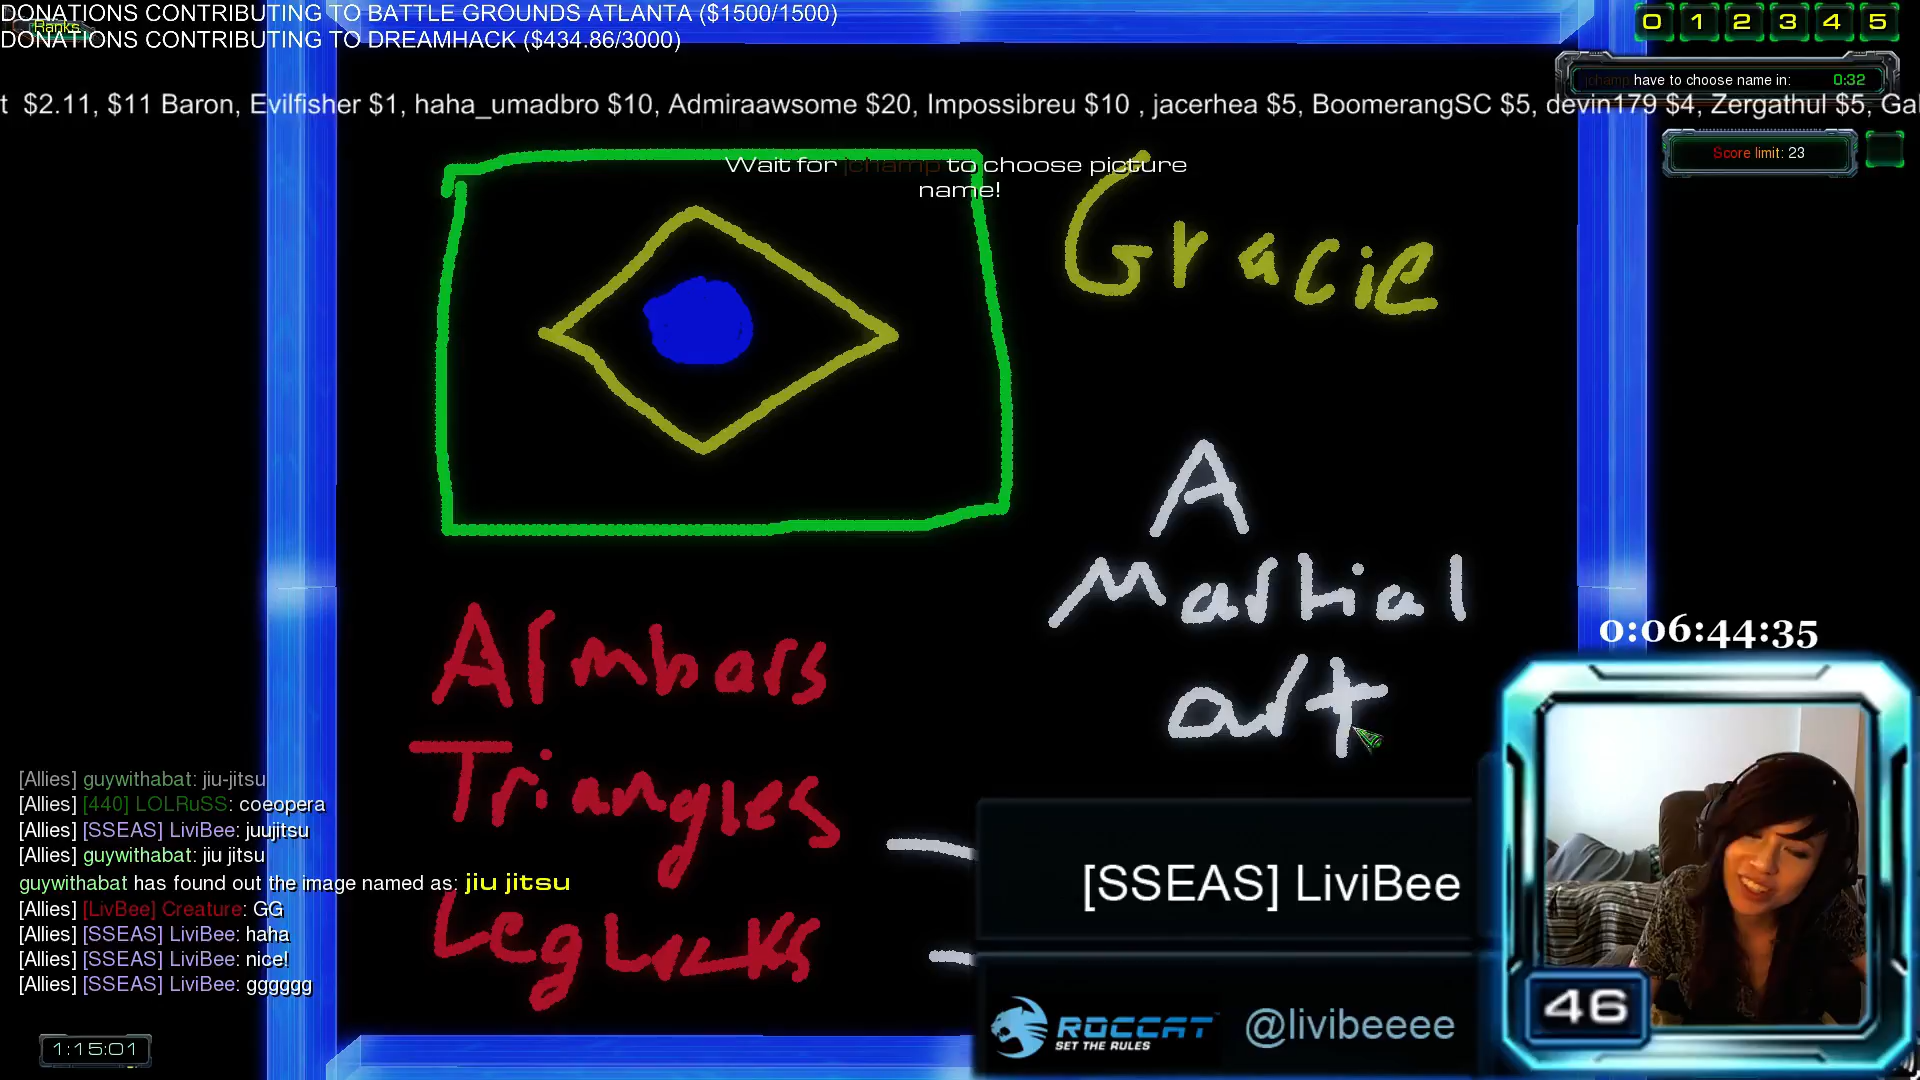 DONATIONS CONTRIBUTING TO BATTLE GROUNDS ATLANTA ($1500/1500)
Ranks
DONATIONS CONTRIBUTING TO DREAMHACK ($434.86/3000)
0 1 2 3 4 5
jchamp have to choose name in: 0:32
t $2.11, $11 Baron, Evilfisher $1, haha_umadbro $10, Admiraawsome $20, Impossibreu $10 , jacerhea $5, BoomerangSC $5, devin179 $4, Zergathul $5, Gal
Score limit: 23
Wait for jchamp to choose picture
name!
Gracie
A
Martial
art
Armbars
Triangles
Leg Locks
0:06:44:35
[Allies] guywithabat: jiu-jitsu
[Allies] [440] LOLRuSS: coeopera
[Allies] [SSEAS] LiviBee: juujitsu
[Allies] guywithabat: jiu jitsu
guywithabat has found out the image named as: jiu jitsu
[Allies] [LivBee] Creature: GG
[Allies] [SSEAS] LiviBee: haha
[Allies] [SSEAS] LiviBee: nice!
[Allies] [SSEAS] LiviBee: gggggg
1:15:01
[SSEAS] LiviBee
ROCCAT
SET THE RULES
@livibeeee
46